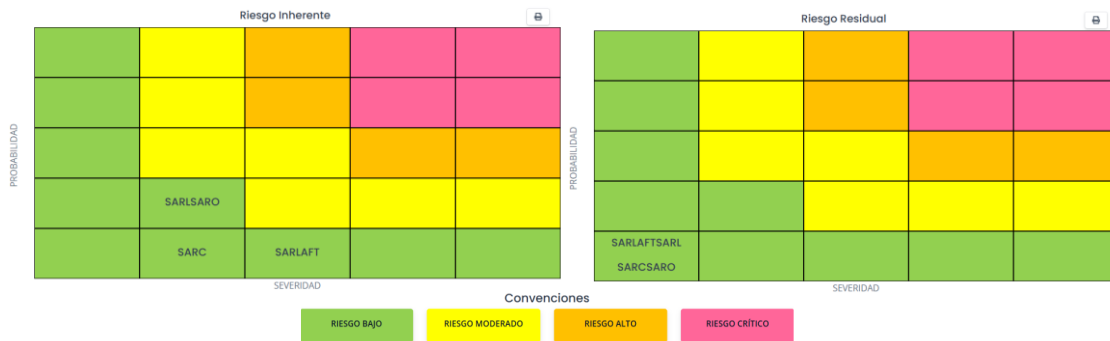 Riesgo Inherente
PROBABILIDAD
SARLSARO
SARC SARLAFT
SEVERIDAD
Riesgo Residual
PROBABILIDAD
SARLAFTSARL
SARCSARO
SEVERIDAD
Convenciones
RIESGO BAJO RIESGO MODERADO RIESGO ALTO RIESGO CRÍTICO